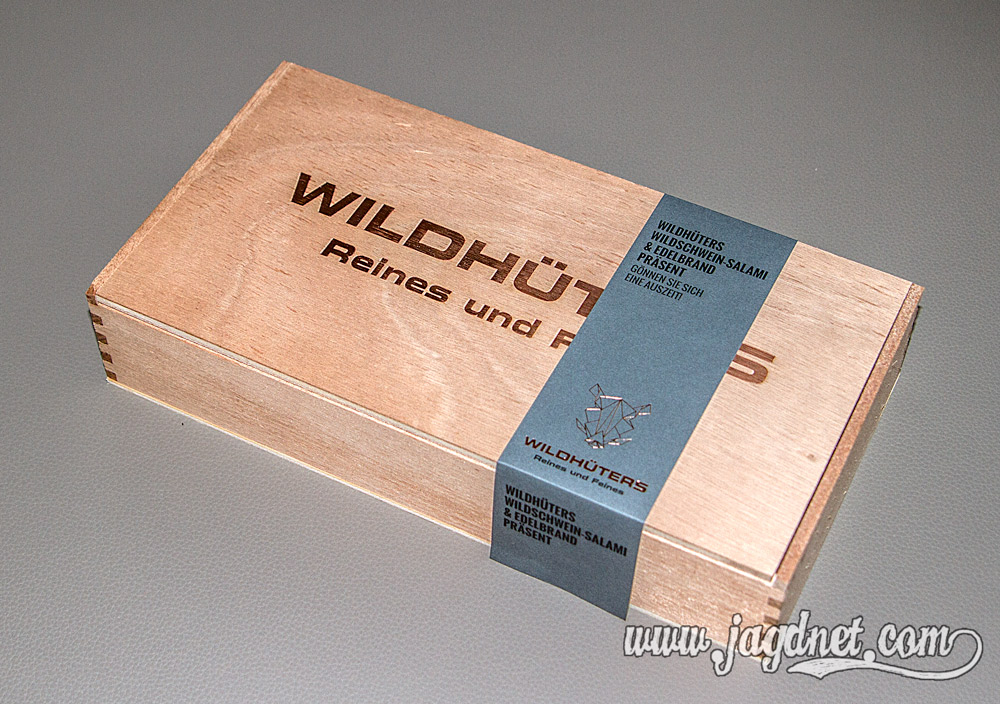 WILDHÜTERS
Reines und F
WILDHÜTERS
WILDSCHWEIN-SALAMI
& EDELBRAND
PRÄSENT
GÖNNEN SIE SICH
EINE AUSZEIT!
WILDHÜTERS
Reines und Feines
WILDHÜTERS
WILDSCHWEIN-SALAMI
& EDELBRAND
PRÄSENT
www.jagdnet.com